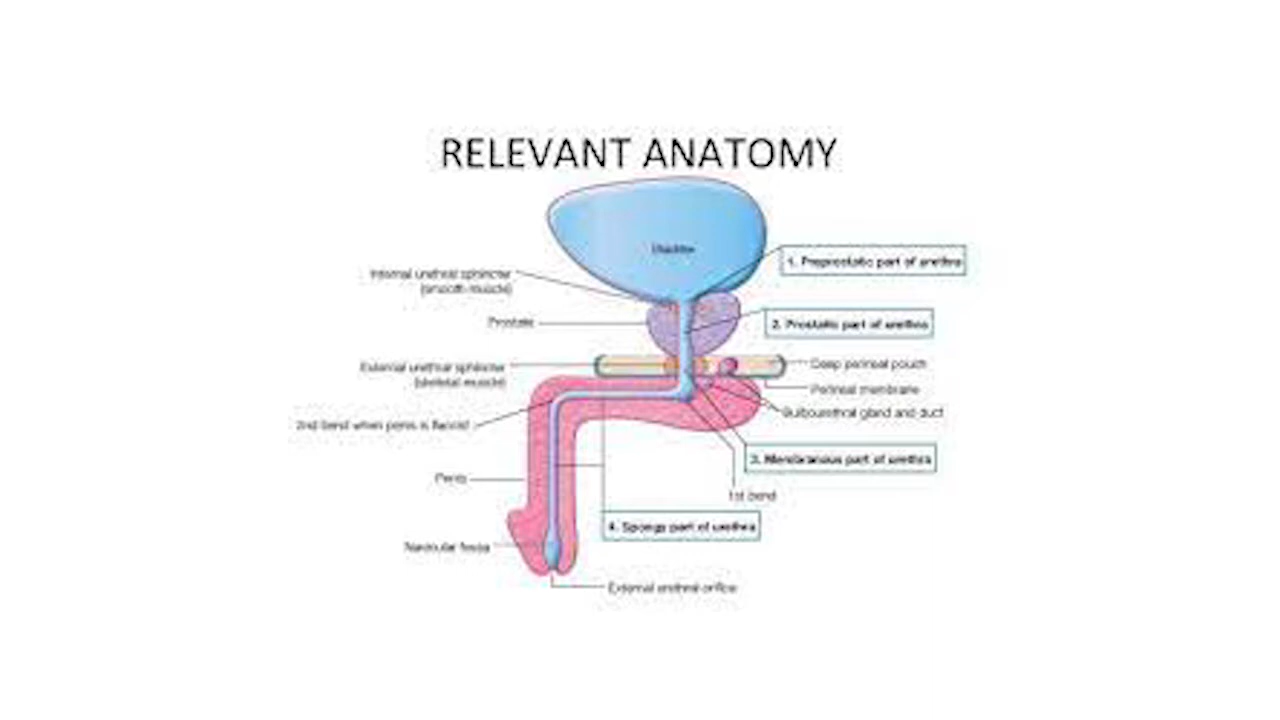 RELEVANT ANATOMY
Bladder
1. Preprostatic part of urethra
Internal urethral sphincter
(smooth muscle)
Prostate
2. Prostatic part of urethra
External urethral sphincter
(skeletal muscle)
Deep perineal pouch
Perineal membrane
Bulbourethral gland and duct
2nd bend when penis is flaccid
3. Membranous part of urethra
Penis
1st bend
4. Spongy part of urethra
Navicular fossa
External urethral orifice